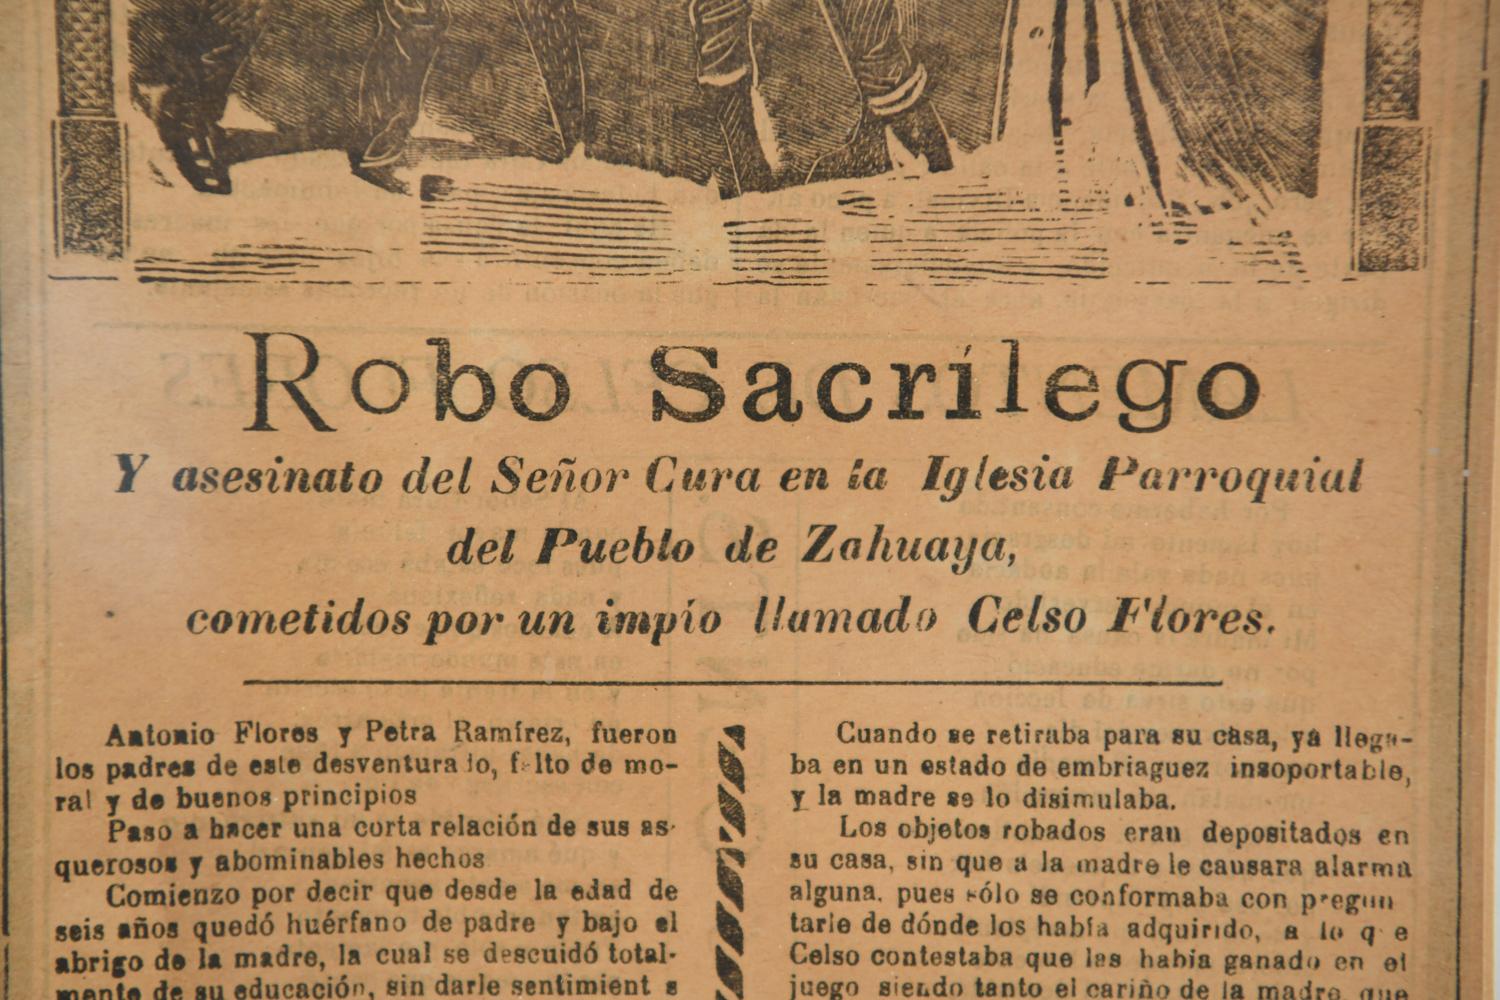 Robo Sacrílego
Y asesinato del Señor Cura en la Iglesia Parroquial
del Pueblo de Zahuaya,
cometidos por un impío llamado Celso Flores.
Antonio Flores y Petra Ramírez, fueron
los padres de este desventurado, falto de mo-
ral y de buenos principios
Paso a hacer una corta relación de sus as-
querosos y abominables hechos
Comienzo por decir que desde la edad de
seis años quedó huérfano de padre y bajo el
abrigo de la madre, la cual se descuidó total-
mente de su educación, sin darle sentimient s
Cuando se retiraba para su casa, ya llega-
ba en un estado de embriaguez insoportable,
y la madre se lo disimulaba.
Los objetos robados eran depositados en
su casa, sin que a la madre le causara alarma
alguna, pues sólo se conformaba con pregun
tarle de dónde los había adquirido, a lo q e
Celso contestaba que las habia ganado en el
juego siendo tanto el cariño de la madre que